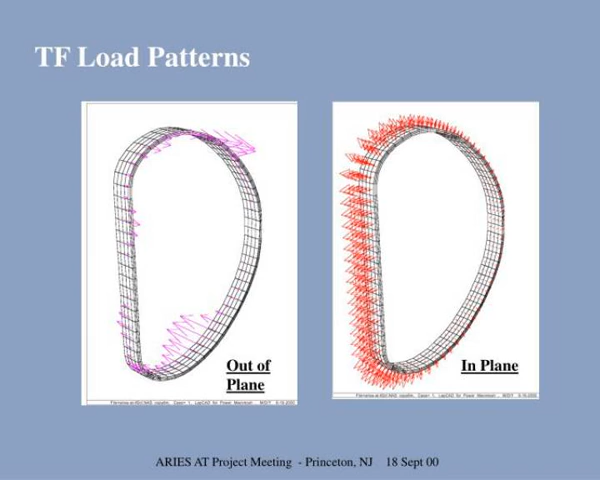 TF Load Patterns
Out of
Plane
In Plane
ARIES AT Project Meeting - Princeton, NJ 18 Sept 00